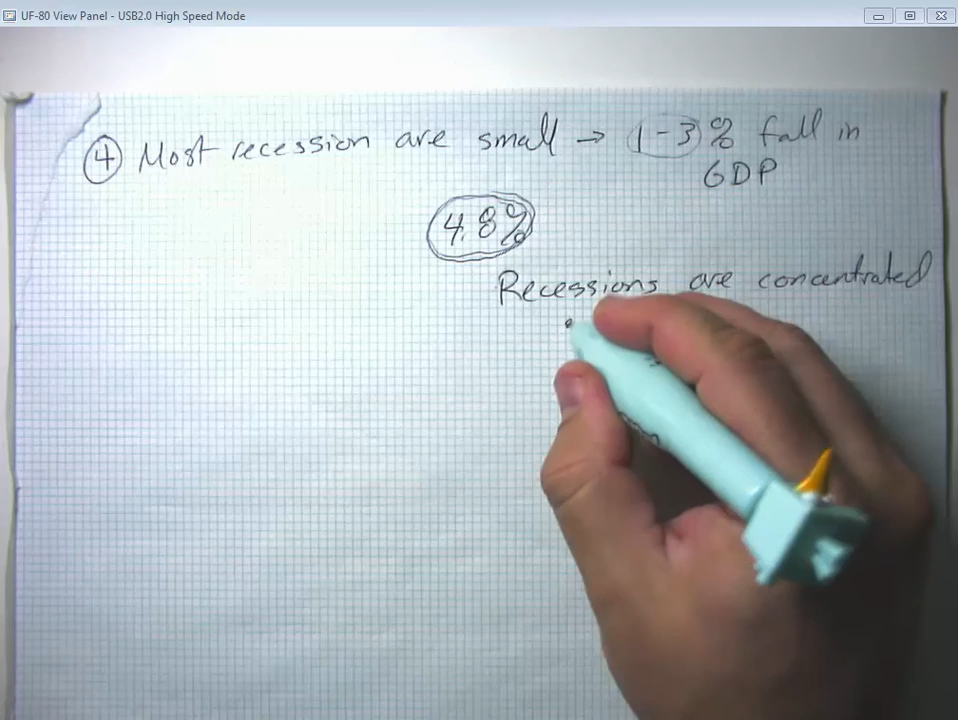 UF-80 View Panel - USB2.0 High Speed Mode
④ Most recession are small → 1-3% fall in
GDP
4.8%
Recessions are concentrated